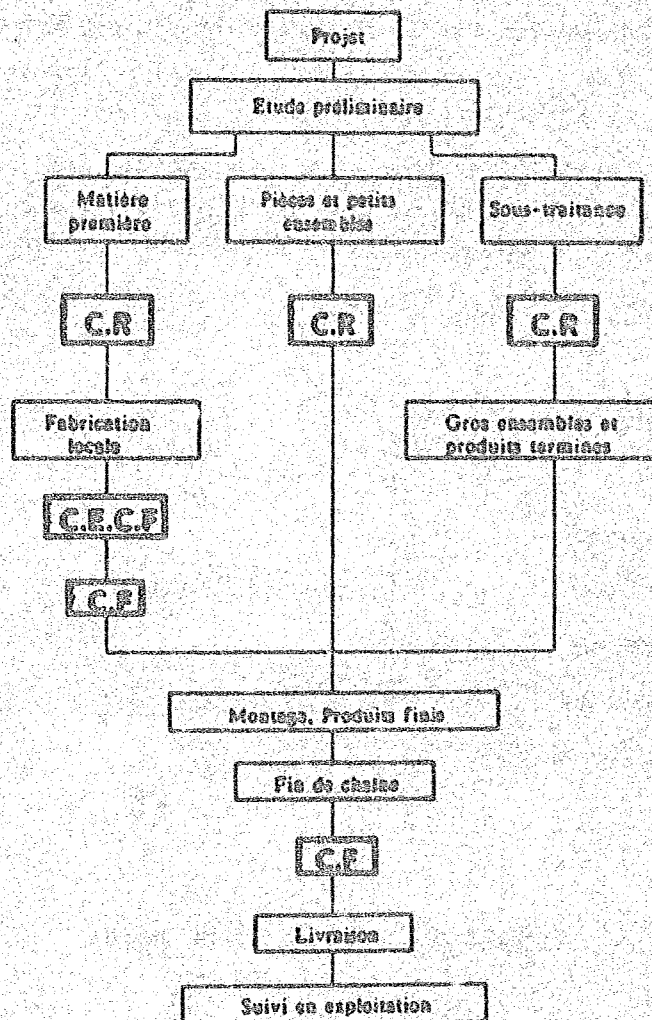 Projet
Etude préliminaire
Matière
première
Pièces et petits
ensembles
Sous-traitance
C.R
C.R
C.R
Fabrication
locale
Gros ensembles et
produits terminés
C.E.C.F
C.F
Montage. Produits finis
Fin de chaîne
C.F
Livraison
Suivi en exploitation